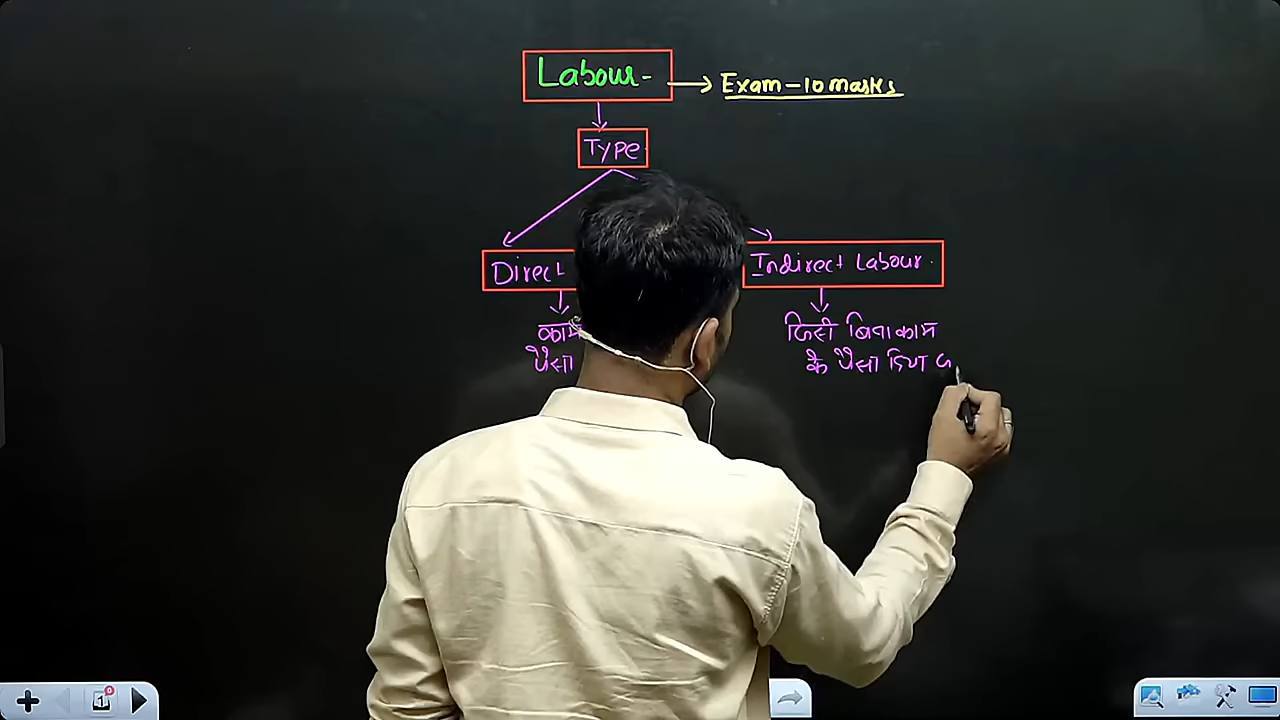 Labour-
Exam-10 marks
Type
Direct
Indirect Labour
काम
पैसा
किसी बिना काम
के पैसा दिया